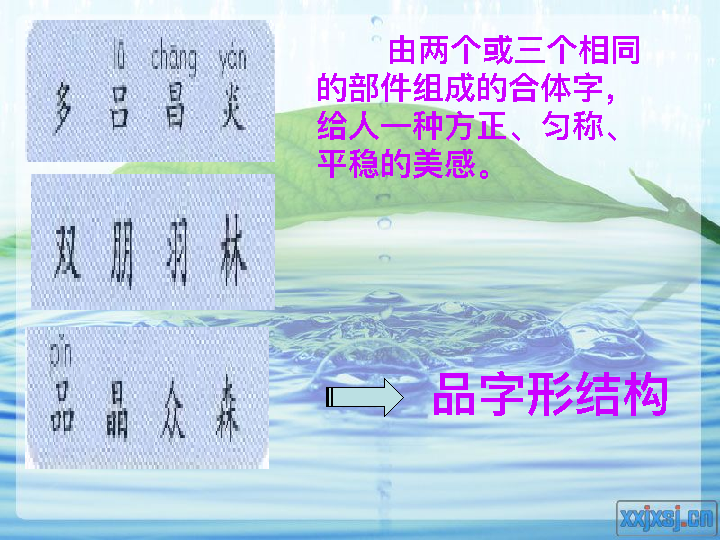 lǚ chāng yán
多 吕 昌 炎
双 朋 羽 林
pǐn
品 晶 众 森
由两个或三个相同
的部件组成的合体字，
给人一种方正、匀称、
平稳的美感。
品字形结构
xxjxsj.cn